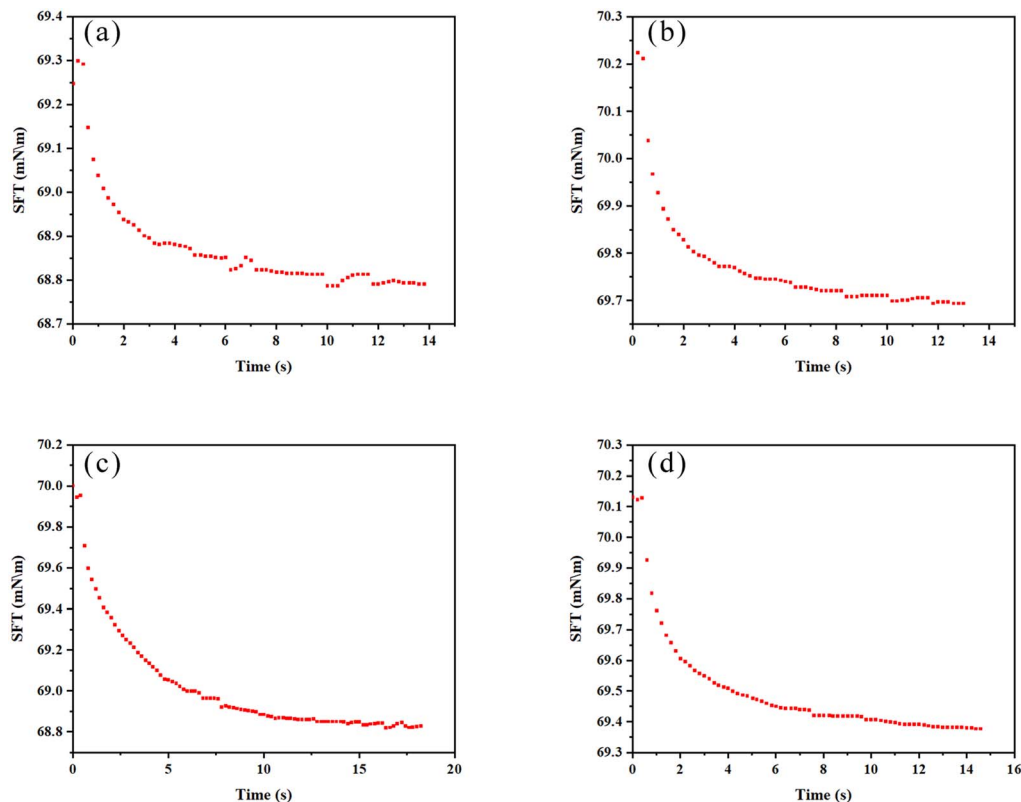 (a)
69.4
69.3
69.2
69.1
69.0
68.9
68.8
68.7
SFT (mN\m)
0 2 4 6 8 10 12 14
Time (s)
(b)
70.3
70.2
70.1
70.0
69.9
69.8
69.7
SFT (mN\m)
0 2 4 6 8 10 12 14
Time (s)
(c)
70.2
70.0
69.8
69.6
69.4
69.2
69.0
68.8
SFT (mN\m)
0 5 10 15 20
Time (s)
(d)
70.3
70.2
70.1
70.0
69.9
69.8
69.7
69.6
69.5
69.4
69.3
SFT (mN\m)
0 2 4 6 8 10 12 14 16
Time (s)